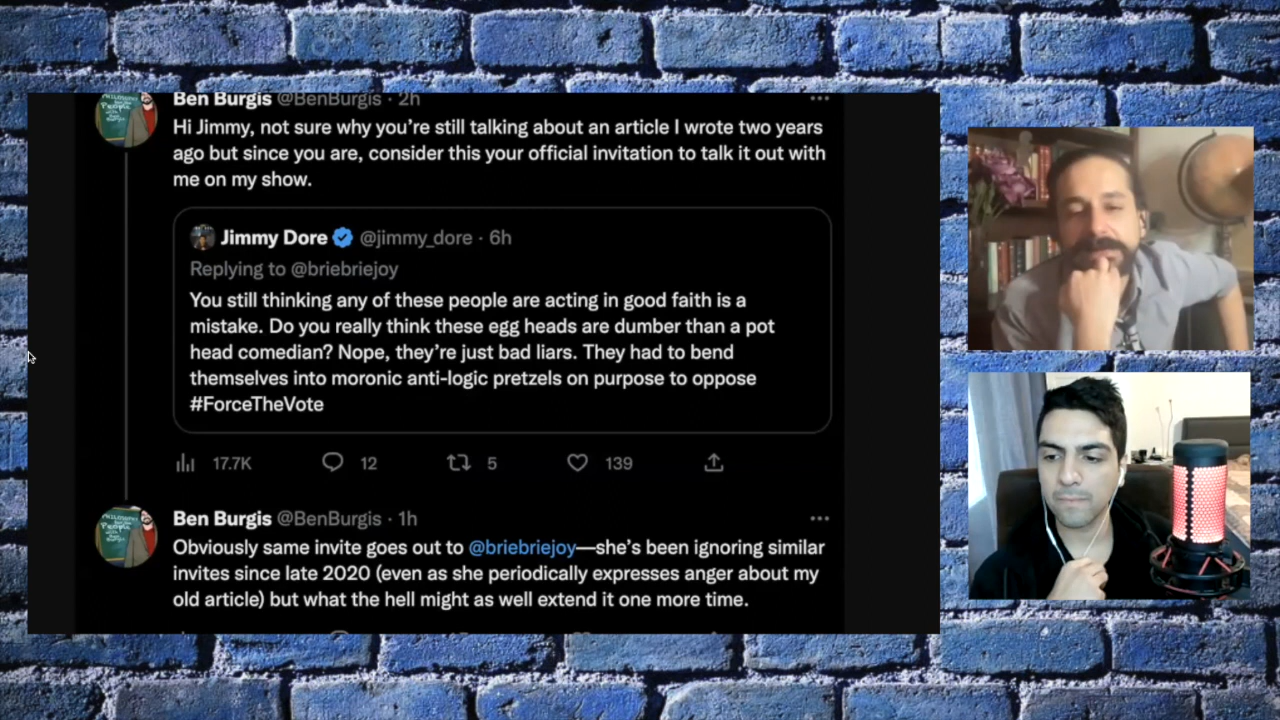 Ben Burgis @BenBurgis · 2h
Hi Jimmy, not sure why you're still talking about an article I wrote two years
ago but since you are, consider this your official invitation to talk it out with
me on my show.
Jimmy Dore @jimmy_dore · 6h
Replying to @briebriejoy
You still thinking any of these people are acting in good faith is a
mistake. Do you really think these egg heads are dumber than a pot
head comedian? Nope, they're just bad liars. They had to bend
themselves into moronic anti-logic pretzels on purpose to oppose
#ForceTheVote
17.7K 12 5 139
Ben Burgis @BenBurgis · 1h
Obviously same invite goes out to @briebriejoy—she's been ignoring similar
invites since late 2020 (even as she periodically expresses anger about my
old article) but what the hell might as well extend it one more time.